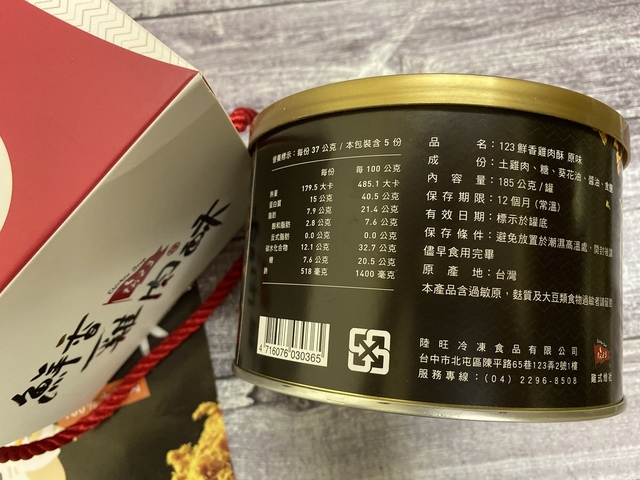 營養標示：每份 37 公克 / 本包裝含 5 份
每份 每 100 公克
熱量 179.5 大卡 485.1 大卡
蛋白質 15 公克 40.5 公克
脂肪 7.9 公克 21.4 公克
飽和脂肪 2.8 公克 7.6 公克
反式脂肪 0.0 公克 0.0 公克
碳水化合物 12.1 公克 32.7 公克
糖 7.6 公克 20.5 公克
鈉 518 毫克 1400 毫克
4 716076 030365
品名：123 鮮香雞肉酥 原味
成份：土雞肉、糖、葵花油、醬油、食鹽
內容量：185 公克 / 罐
保存期限：12 個月 (常溫)
有效日期：標示於罐底
保存條件：避免放置於潮濕高溫處，開封後請
儘早食用完畢
原產地：台灣
本產品含過敏原，麩質及大豆類食物過敏者請留意
陸旺冷凍食品有限公司
台中市北屯區陳平路65巷123弄2號1樓
服務專線：(04) 2296-8508
鮮香雞肉酥